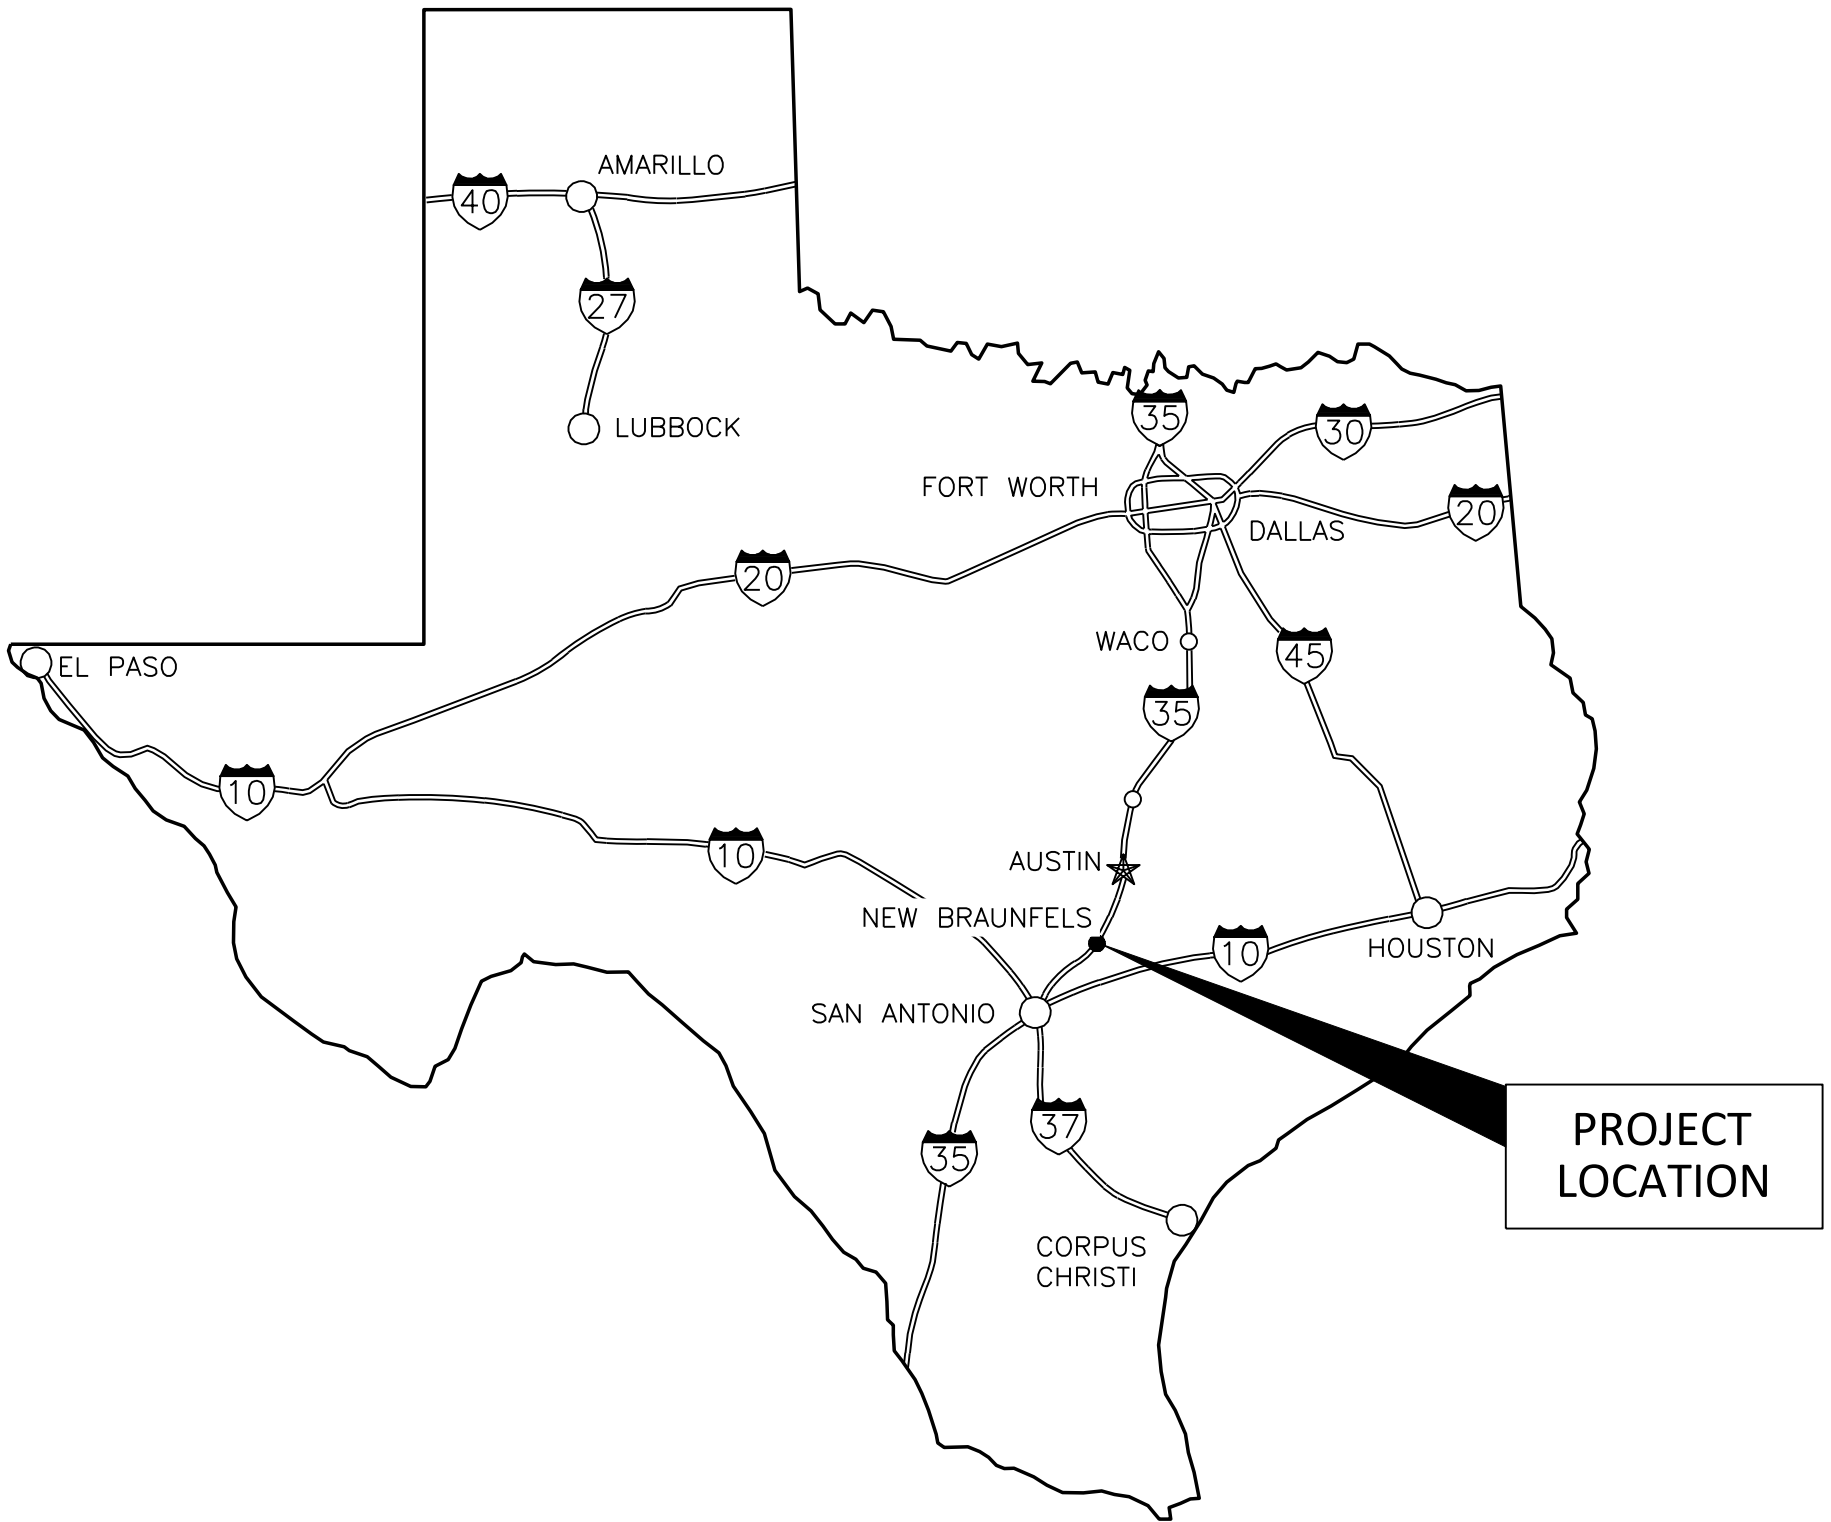 AMARILLO
40
27
LUBBOCK
35
30
FORT WORTH
20
DALLAS
20
WACO
45
EL PASO
35
10
10
AUSTIN
NEW BRAUNFELS
10
HOUSTON
SAN ANTONIO
37
35
PROJECT
LOCATION
CORPUS
CHRISTI